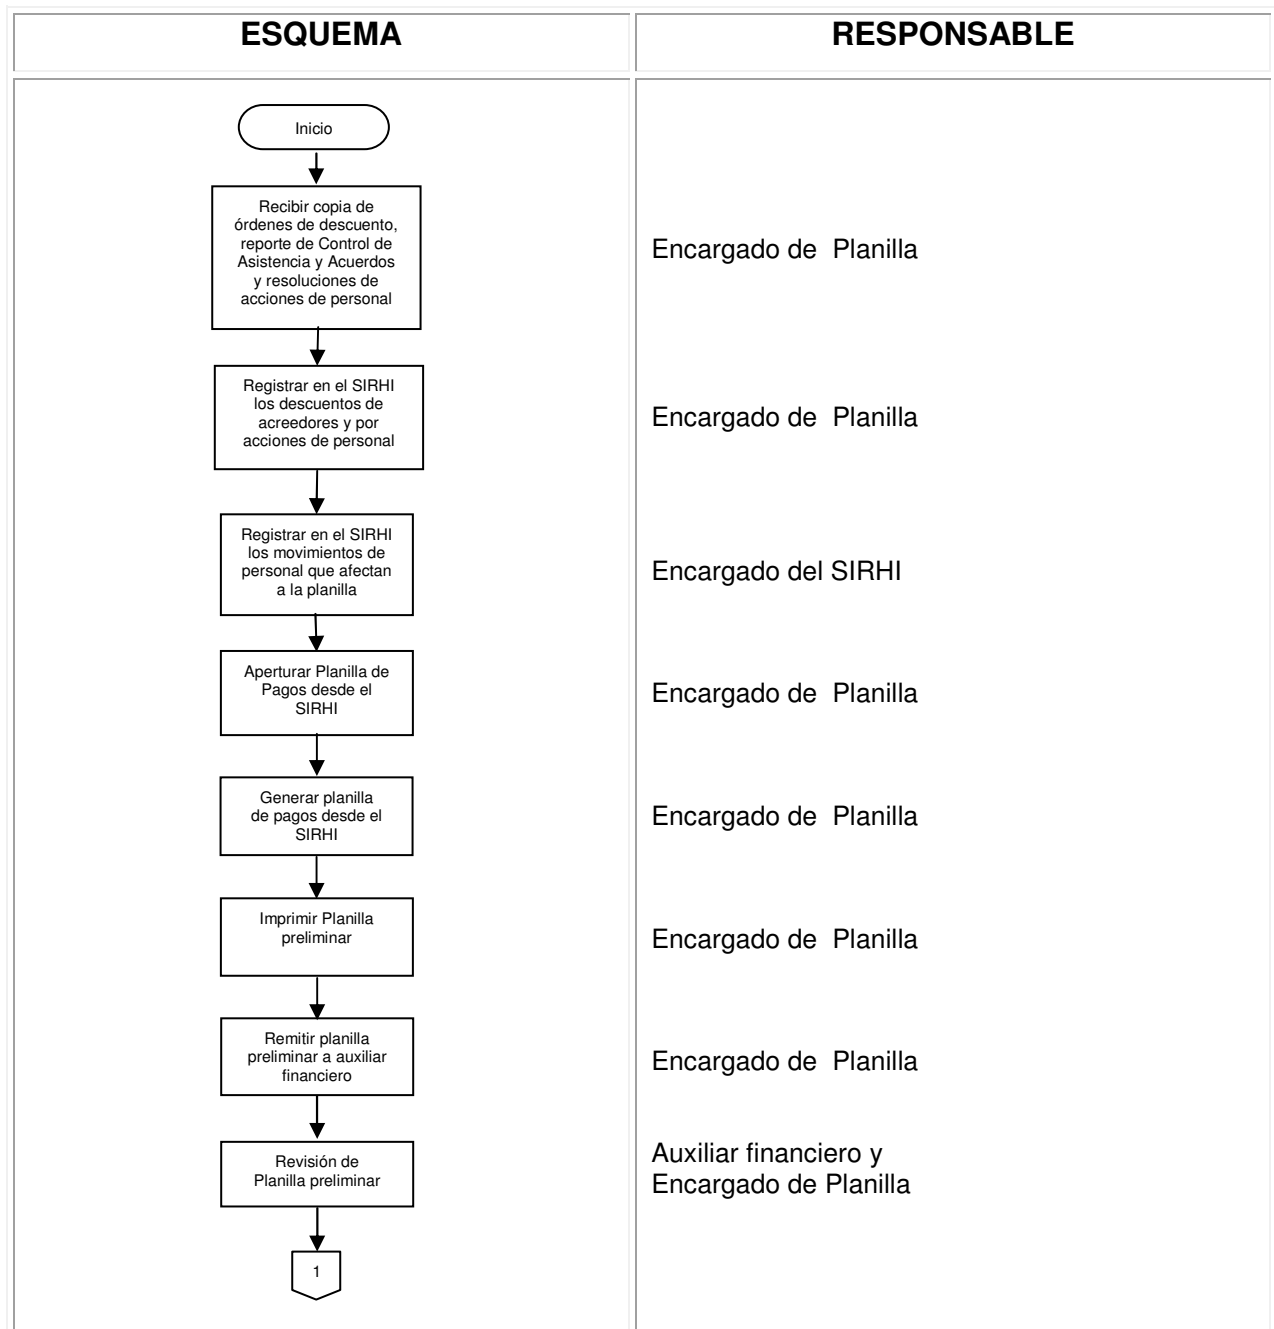 ESQUEMA
RESPONSABLE
Inicio
Recibir copia de
órdenes de descuento,
reporte de Control de
Asistencia y Acuerdos
y resoluciones de
acciones de personal
Encargado de  Planilla
Registrar en el SIRHI
los descuentos de
acreedores y por
acciones de personal
Encargado de  Planilla
Registrar en el SIRHI
los movimientos de
personal que afectan
a la planilla
Encargado del SIRHI
Aperturar Planilla de
Pagos desde el
SIRHI
Encargado de  Planilla
Generar planilla
de pagos desde el
SIRHI
Encargado de  Planilla
Imprimir Planilla
preliminar
Encargado de  Planilla
Remitir planilla
preliminar a auxiliar
financiero
Encargado de  Planilla
Revisión de
Planilla preliminar
Auxiliar financiero y
Encargado de Planilla
1